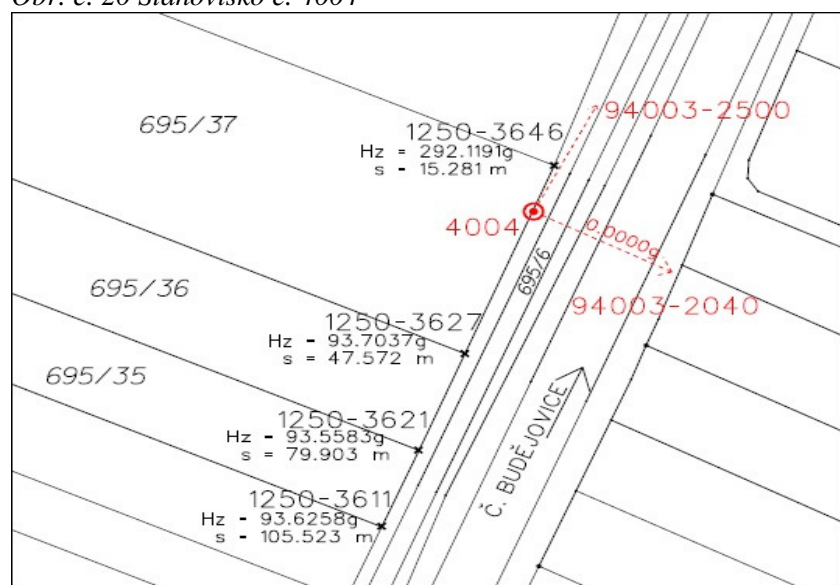 Obr. č. 20 Stanovisko č. 4004
695/37
1250-3646
Hz = 292.1191g
s - 15.281 m
94003-2500
4004
0.0000g
695/6
94003-2040
695/36
1250-3627
Hz = 93.7037g
s = 47.572 m
695/35
1250-3621
Hz - 93.5583g
s = 79.903 m
1250-3611
Hz - 93.6258g
s - 105.523 m
Č. BUDĚJOVICE